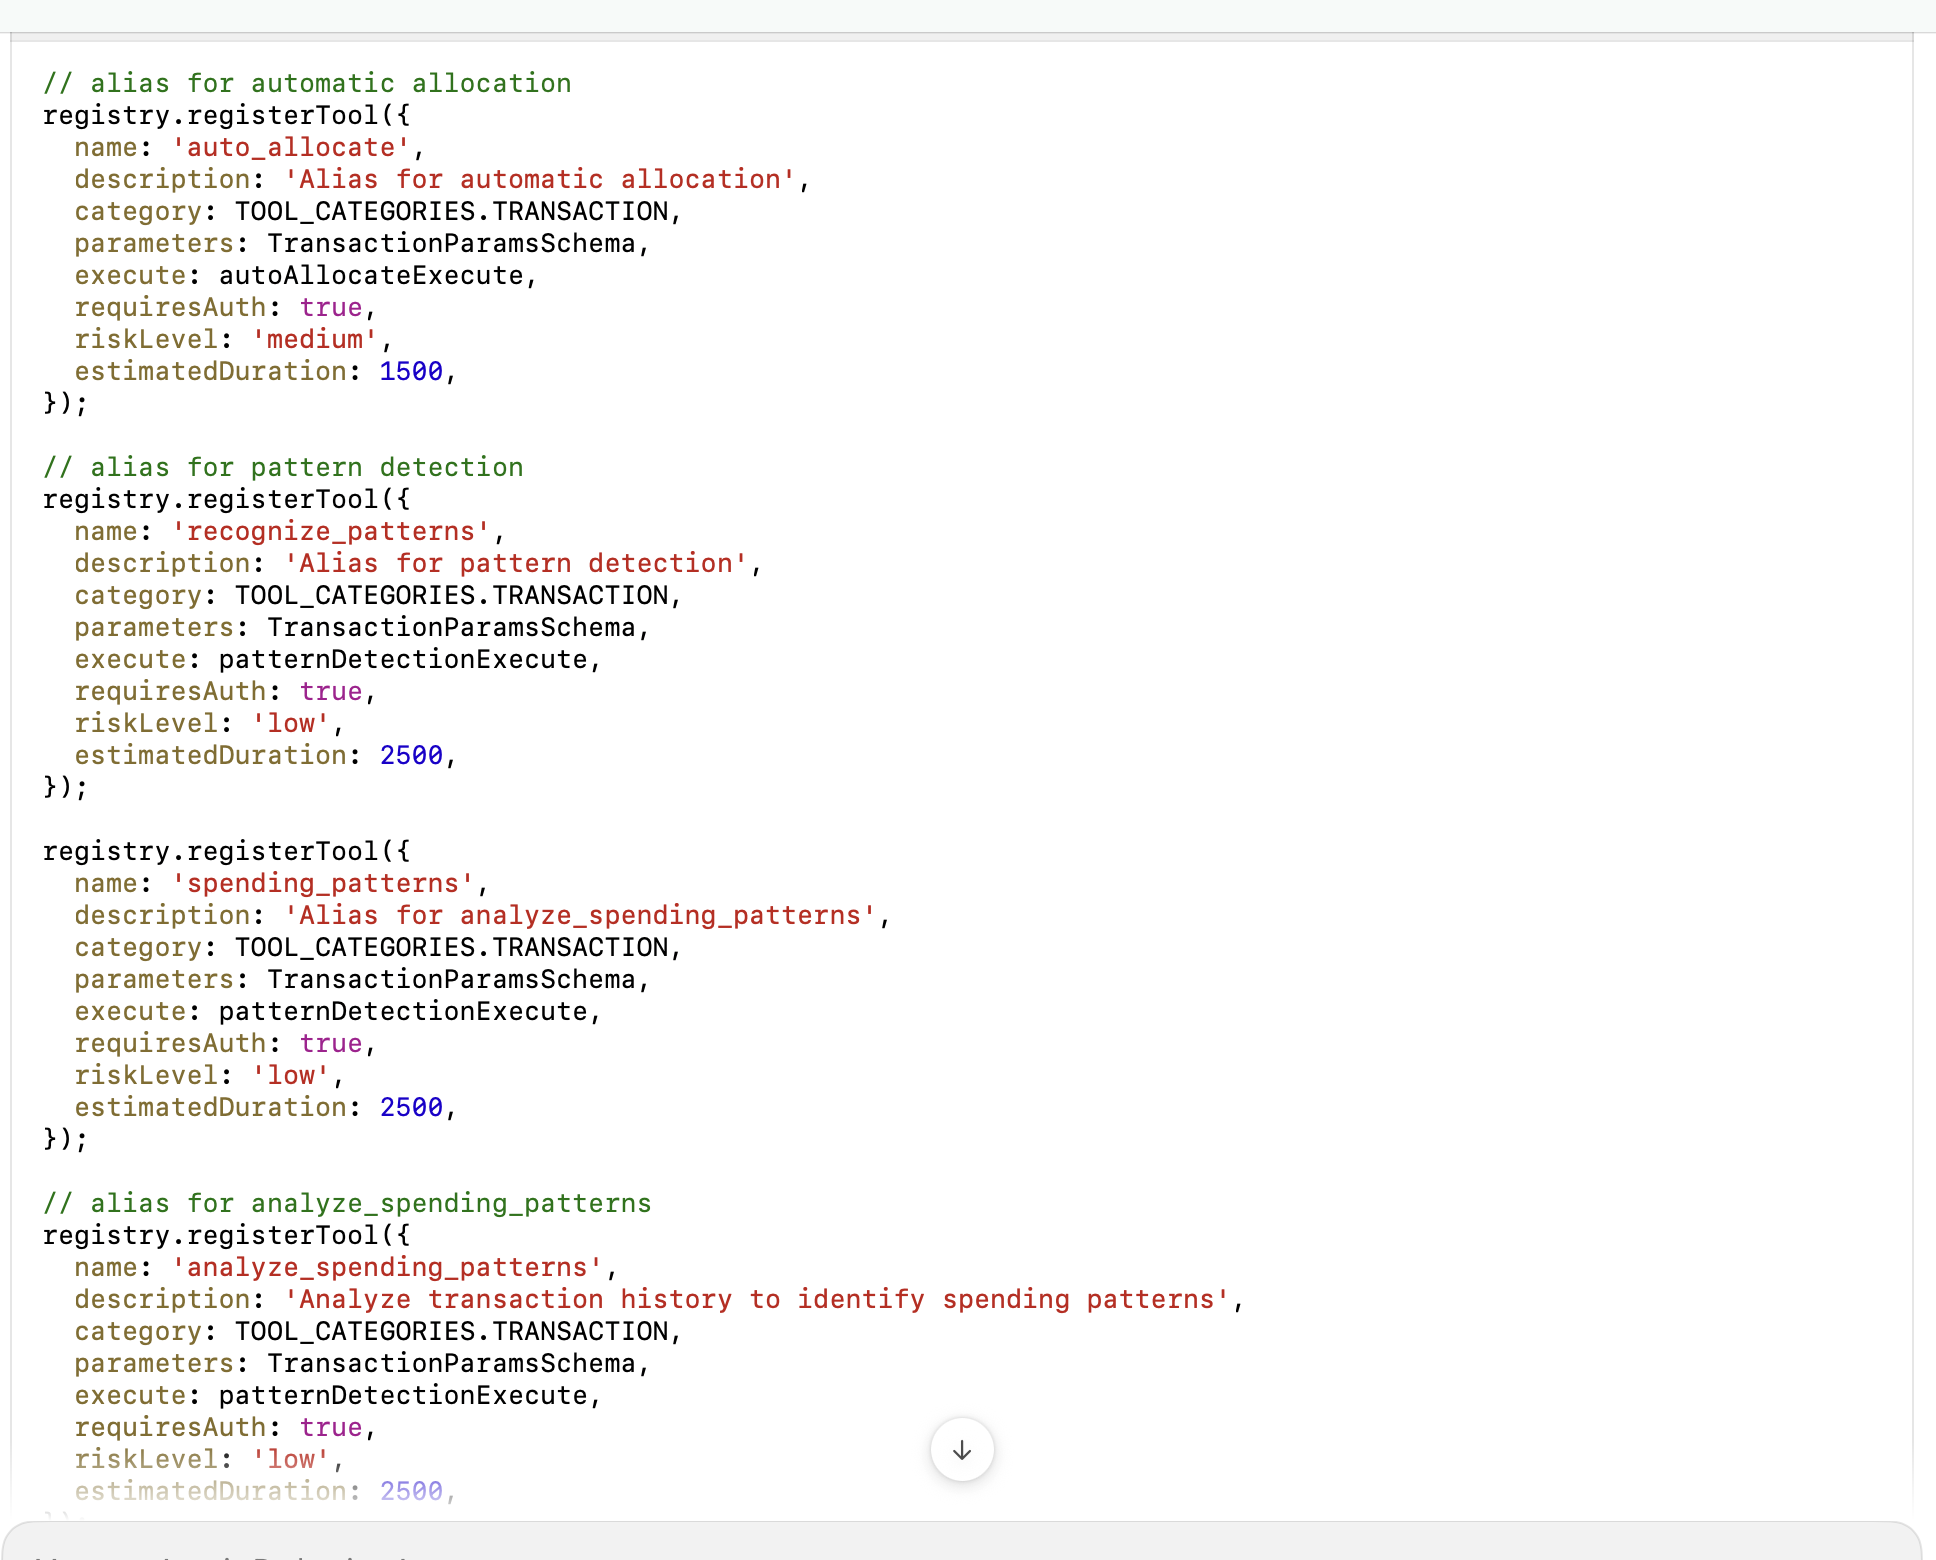 // alias for automatic allocation
registry.registerTool({
  name: 'auto_allocate',
  description: 'Alias for automatic allocation',
  category: TOOL_CATEGORIES.TRANSACTION,
  parameters: TransactionParamsSchema,
  execute: autoAllocateExecute,
  requiresAuth: true,
  riskLevel: 'medium',
  estimatedDuration: 1500,
});

// alias for pattern detection
registry.registerTool({
  name: 'recognize_patterns',
  description: 'Alias for pattern detection',
  category: TOOL_CATEGORIES.TRANSACTION,
  parameters: TransactionParamsSchema,
  execute: patternDetectionExecute,
  requiresAuth: true,
  riskLevel: 'low',
  estimatedDuration: 2500,
});

registry.registerTool({
  name: 'spending_patterns',
  description: 'Alias for analyze_spending_patterns',
  category: TOOL_CATEGORIES.TRANSACTION,
  parameters: TransactionParamsSchema,
  execute: patternDetectionExecute,
  requiresAuth: true,
  riskLevel: 'low',
  estimatedDuration: 2500,
});

// alias for analyze_spending_patterns
registry.registerTool({
  name: 'analyze_spending_patterns',
  description: 'Analyze transaction history to identify spending patterns',
  category: TOOL_CATEGORIES.TRANSACTION,
  parameters: TransactionParamsSchema,
  execute: patternDetectionExecute,
  requiresAuth: true,
  riskLevel: 'low',
  estimatedDuration: 2500,